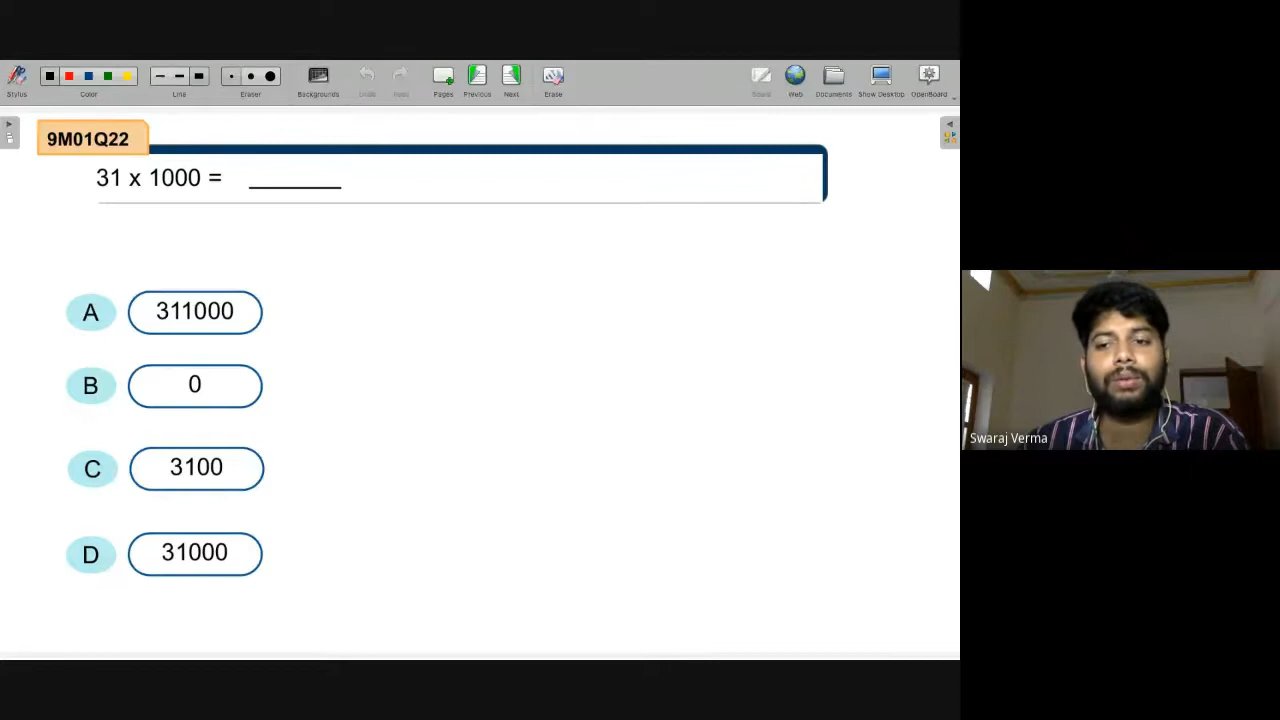 Stylus
Color
Line
Eraser
Backgrounds
Undo
Redo
Pages
Previous
Next
Erase
Board
Web
Documents
Show Desktop
OpenBoard
9M01Q22
31 x 1000 = ________
A 311000
B 0
C 3100
D 31000
Swaraj Verma